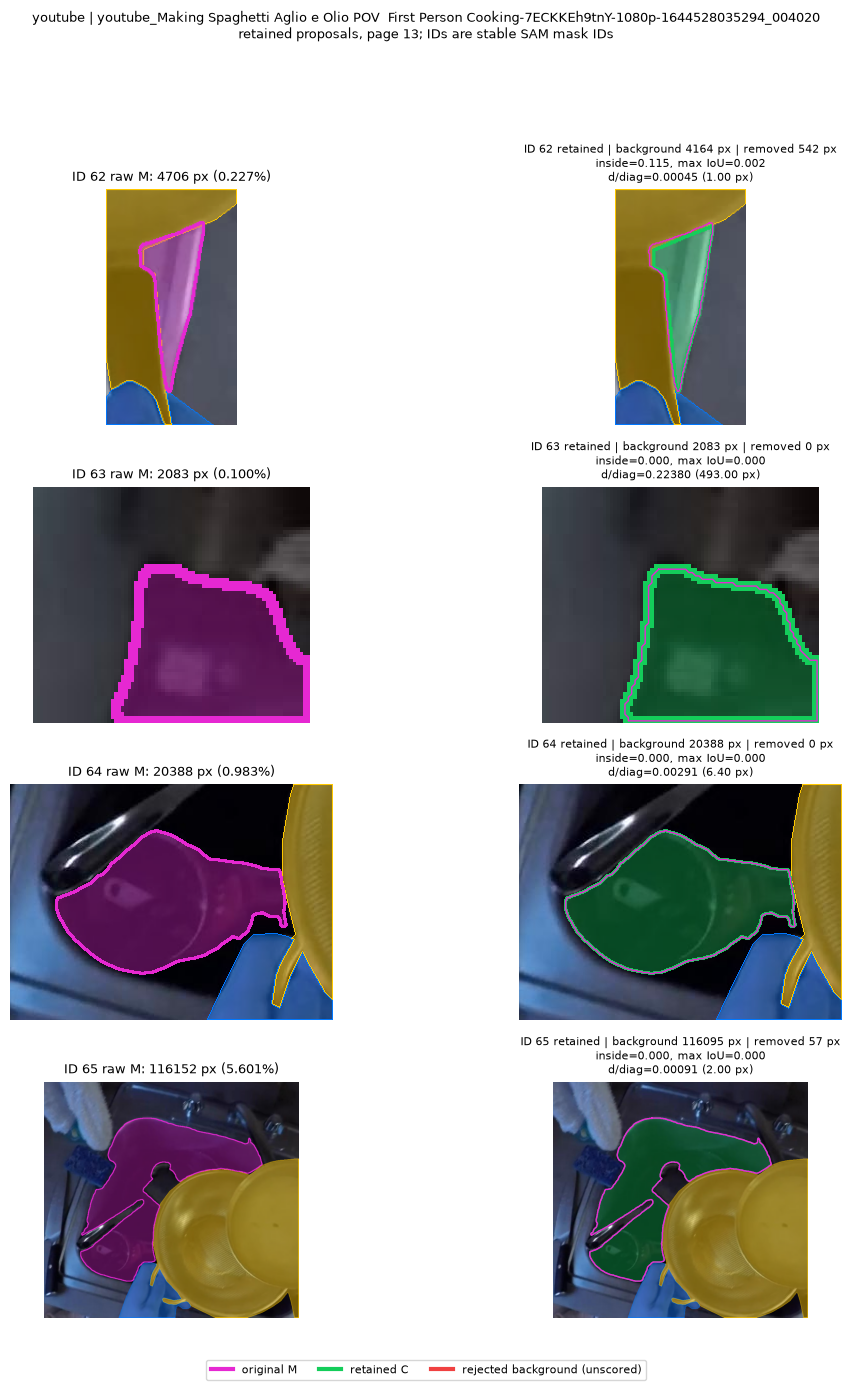 youtube | youtube_Making Spaghetti Aglio e Olio POV  First Person Cooking-7ECKKEh9tnY-1080p-1644528035294_004020
retained proposals, page 13; IDs are stable SAM mask IDs
ID 62 raw M: 4706 px (0.227%)
ID 62 retained | background 4164 px | removed 542 px
inside=0.115, max IoU=0.002
d/diag=0.00045 (1.00 px)
ID 63 raw M: 2083 px (0.100%)
ID 63 retained | background 2083 px | removed 0 px
inside=0.000, max IoU=0.000
d/diag=0.22380 (493.00 px)
ID 64 raw M: 20388 px (0.983%)
ID 64 retained | background 20388 px | removed 0 px
inside=0.000, max IoU=0.000
d/diag=0.00291 (6.40 px)
ID 65 raw M: 116152 px (5.601%)
ID 65 retained | background 116095 px | removed 57 px
inside=0.000, max IoU=0.000
d/diag=0.00091 (2.00 px)
original M
retained C
rejected background (unscored)